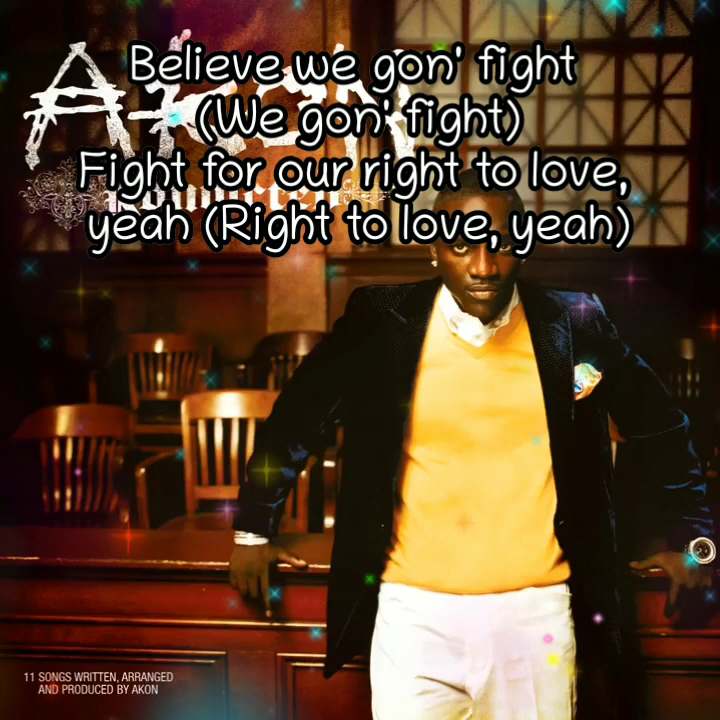 Akon
Believe we gon' fight
(We gon' fight)
Fight for our right to love,
yeah (Right to love, yeah)
11 SONGS WRITTEN, ARRANGED
AND PRODUCED BY AKON